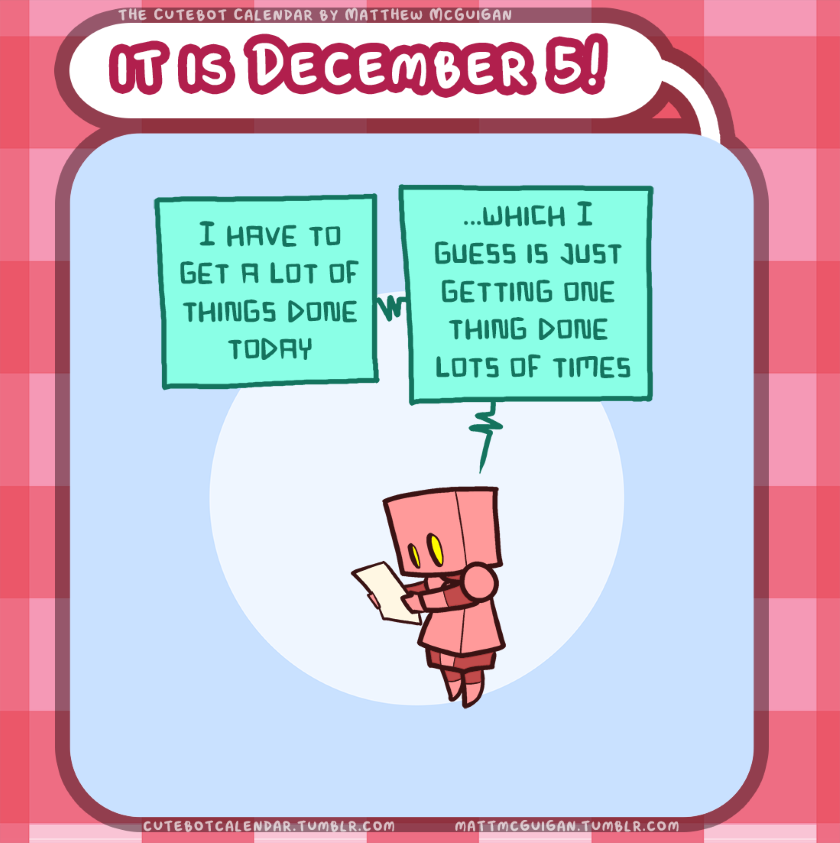 THE CUTEBOT CALENDAR BY MATTHEW MCGUIGAN
IT IS DECEMBER 5!
I HAVE TO
GET A LOT OF
THINGS DONE
TODAY
...WHICH I
GUESS IS JUST
GETTING ONE
THING DONE
LOTS OF TIMES
CUTEBOTCALENDAR.TUMBLR.COM
MATTMCGUIGAN.TUMBLR.COM